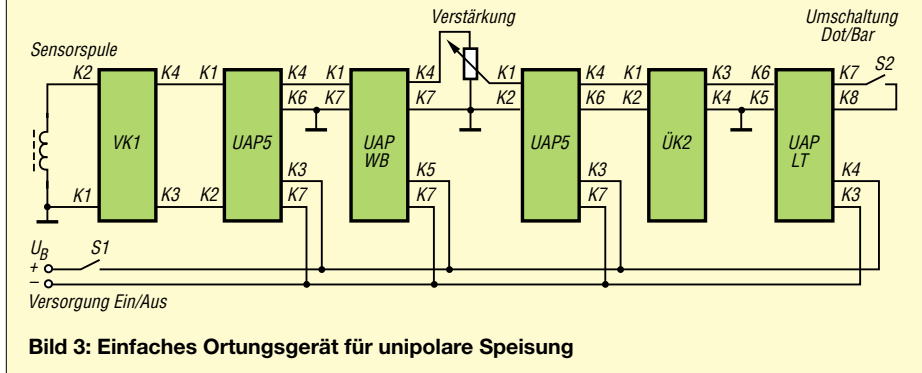 Verstärkung
Umschaltung
Dot/Bar
Sensorspule
K2 K4 K1 K4 K1 K4 K1 K4 K1 K3 K6 K7 S2
K6 K7 K7 K2 K6 K2 K4 K5 K8
VK1 UAP5 UAP WB UAP5 ÜK2 UAP LT
K3 K5 K3 K4
K1 K3 K2 K7 K7 K7 K3
UB S1
+
–
Versorgung Ein/Aus
Bild 3: Einfaches Ortungsgerät für unipolare Speisung